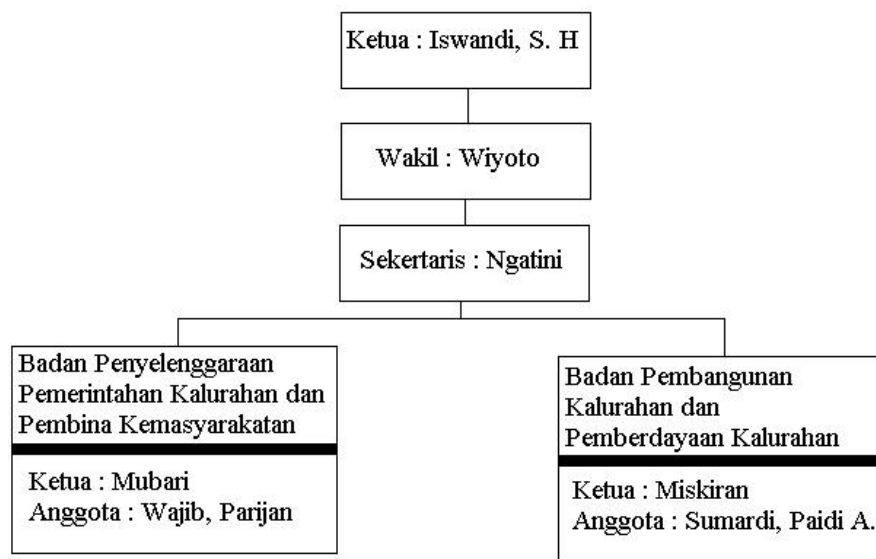 Ketua : Iswandi, S. H
Wakil : Wiyoto
Sekertaris : Ngatini
Badan Penyelenggaraan
Pemerintahan Kalurahan dan
Pembina Kemasyarakatan
Ketua : Mubari
Anggota : Wajib, Parijan
Badan Pembangunan
Kalurahan dan
Pemberdayaan Kalurahan
Ketua : Miskiran
Anggota : Sumardi, Paidi A.